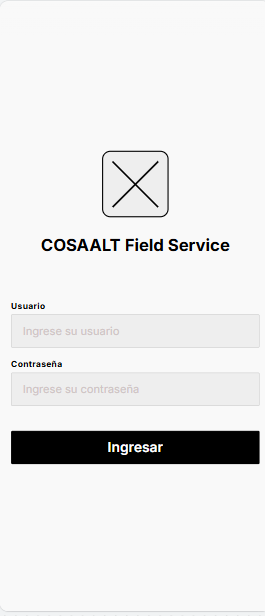 COSAALT Field Service
Usuario
Ingrese su usuario
Contraseña
Ingrese su contraseña
Ingresar